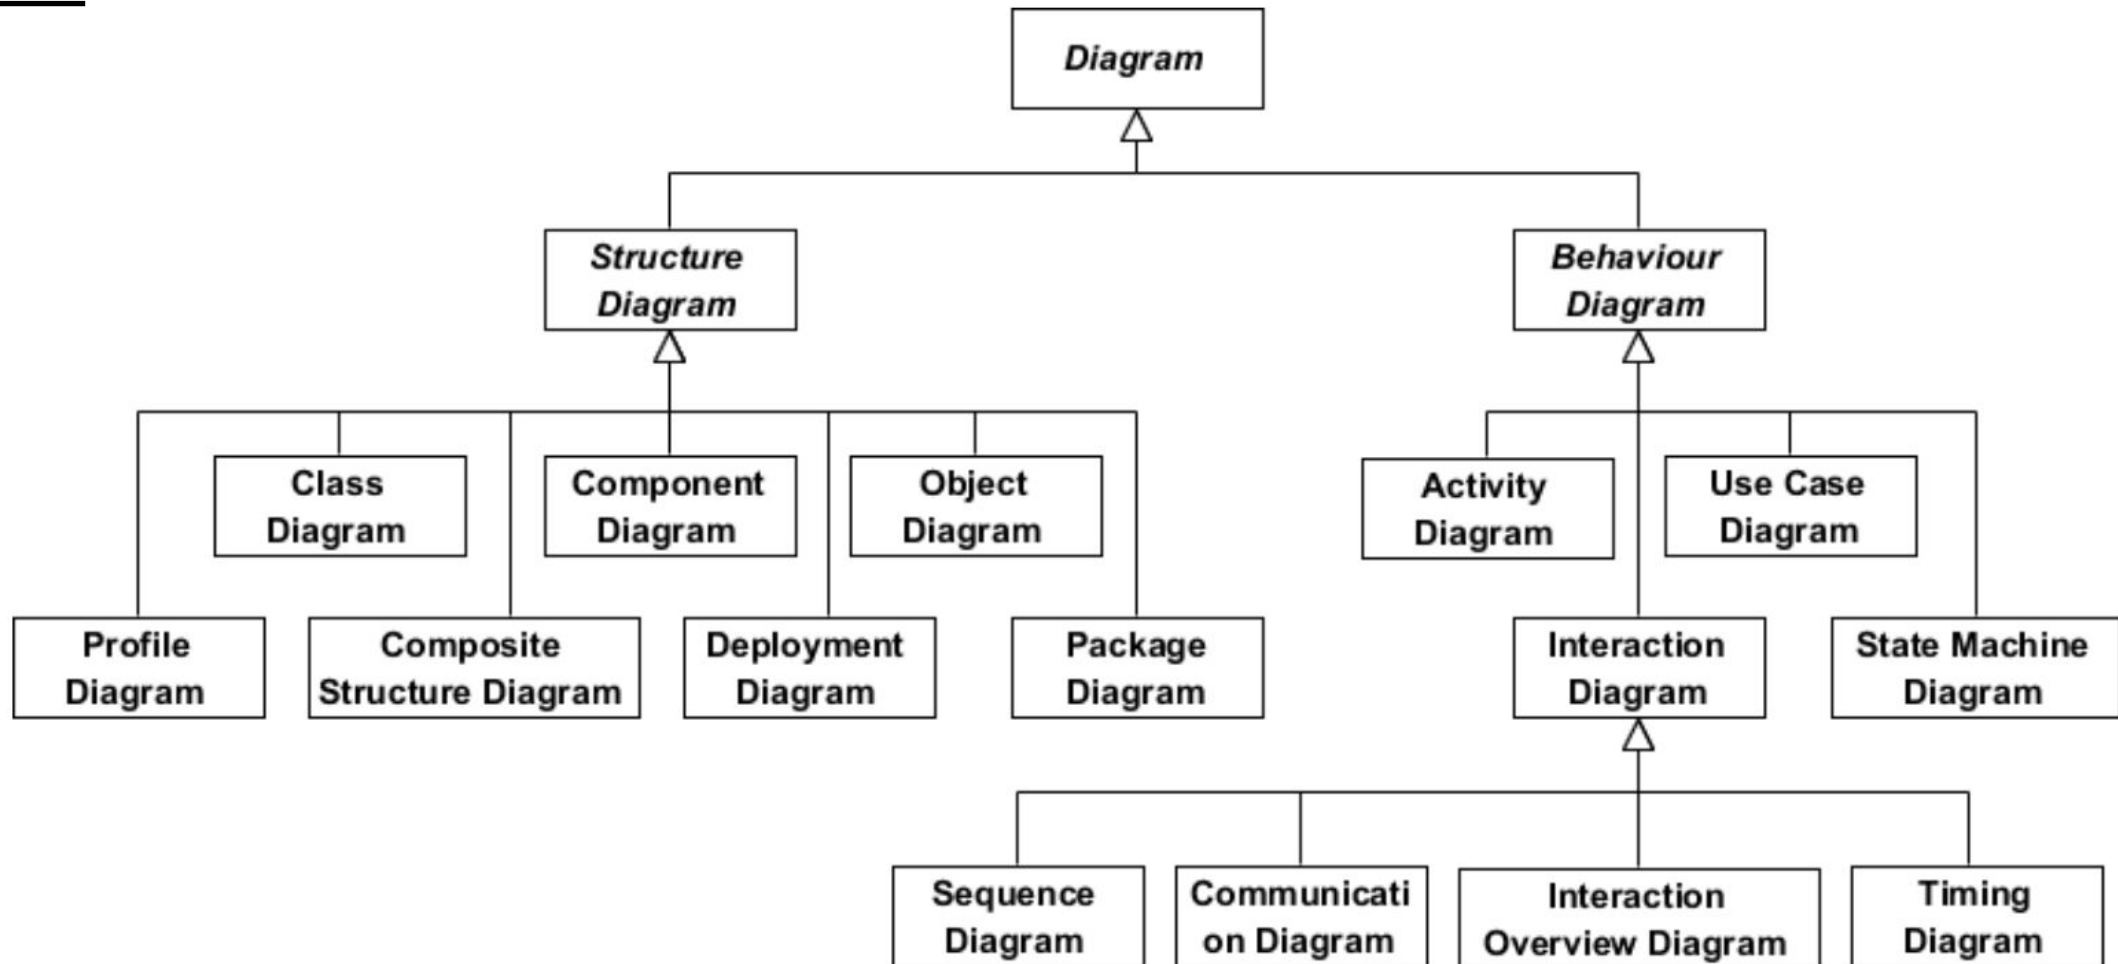 Diagram
Structure
Diagram
Behaviour
Diagram
Class
Diagram
Component
Diagram
Object
Diagram
Activity
Diagram
Use Case
Diagram
Profile
Diagram
Composite
Structure Diagram
Deployment
Diagram
Package
Diagram
Interaction
Diagram
State Machine
Diagram
Sequence
Diagram
Communicati
on Diagram
Interaction
Overview Diagram
Timing
Diagram